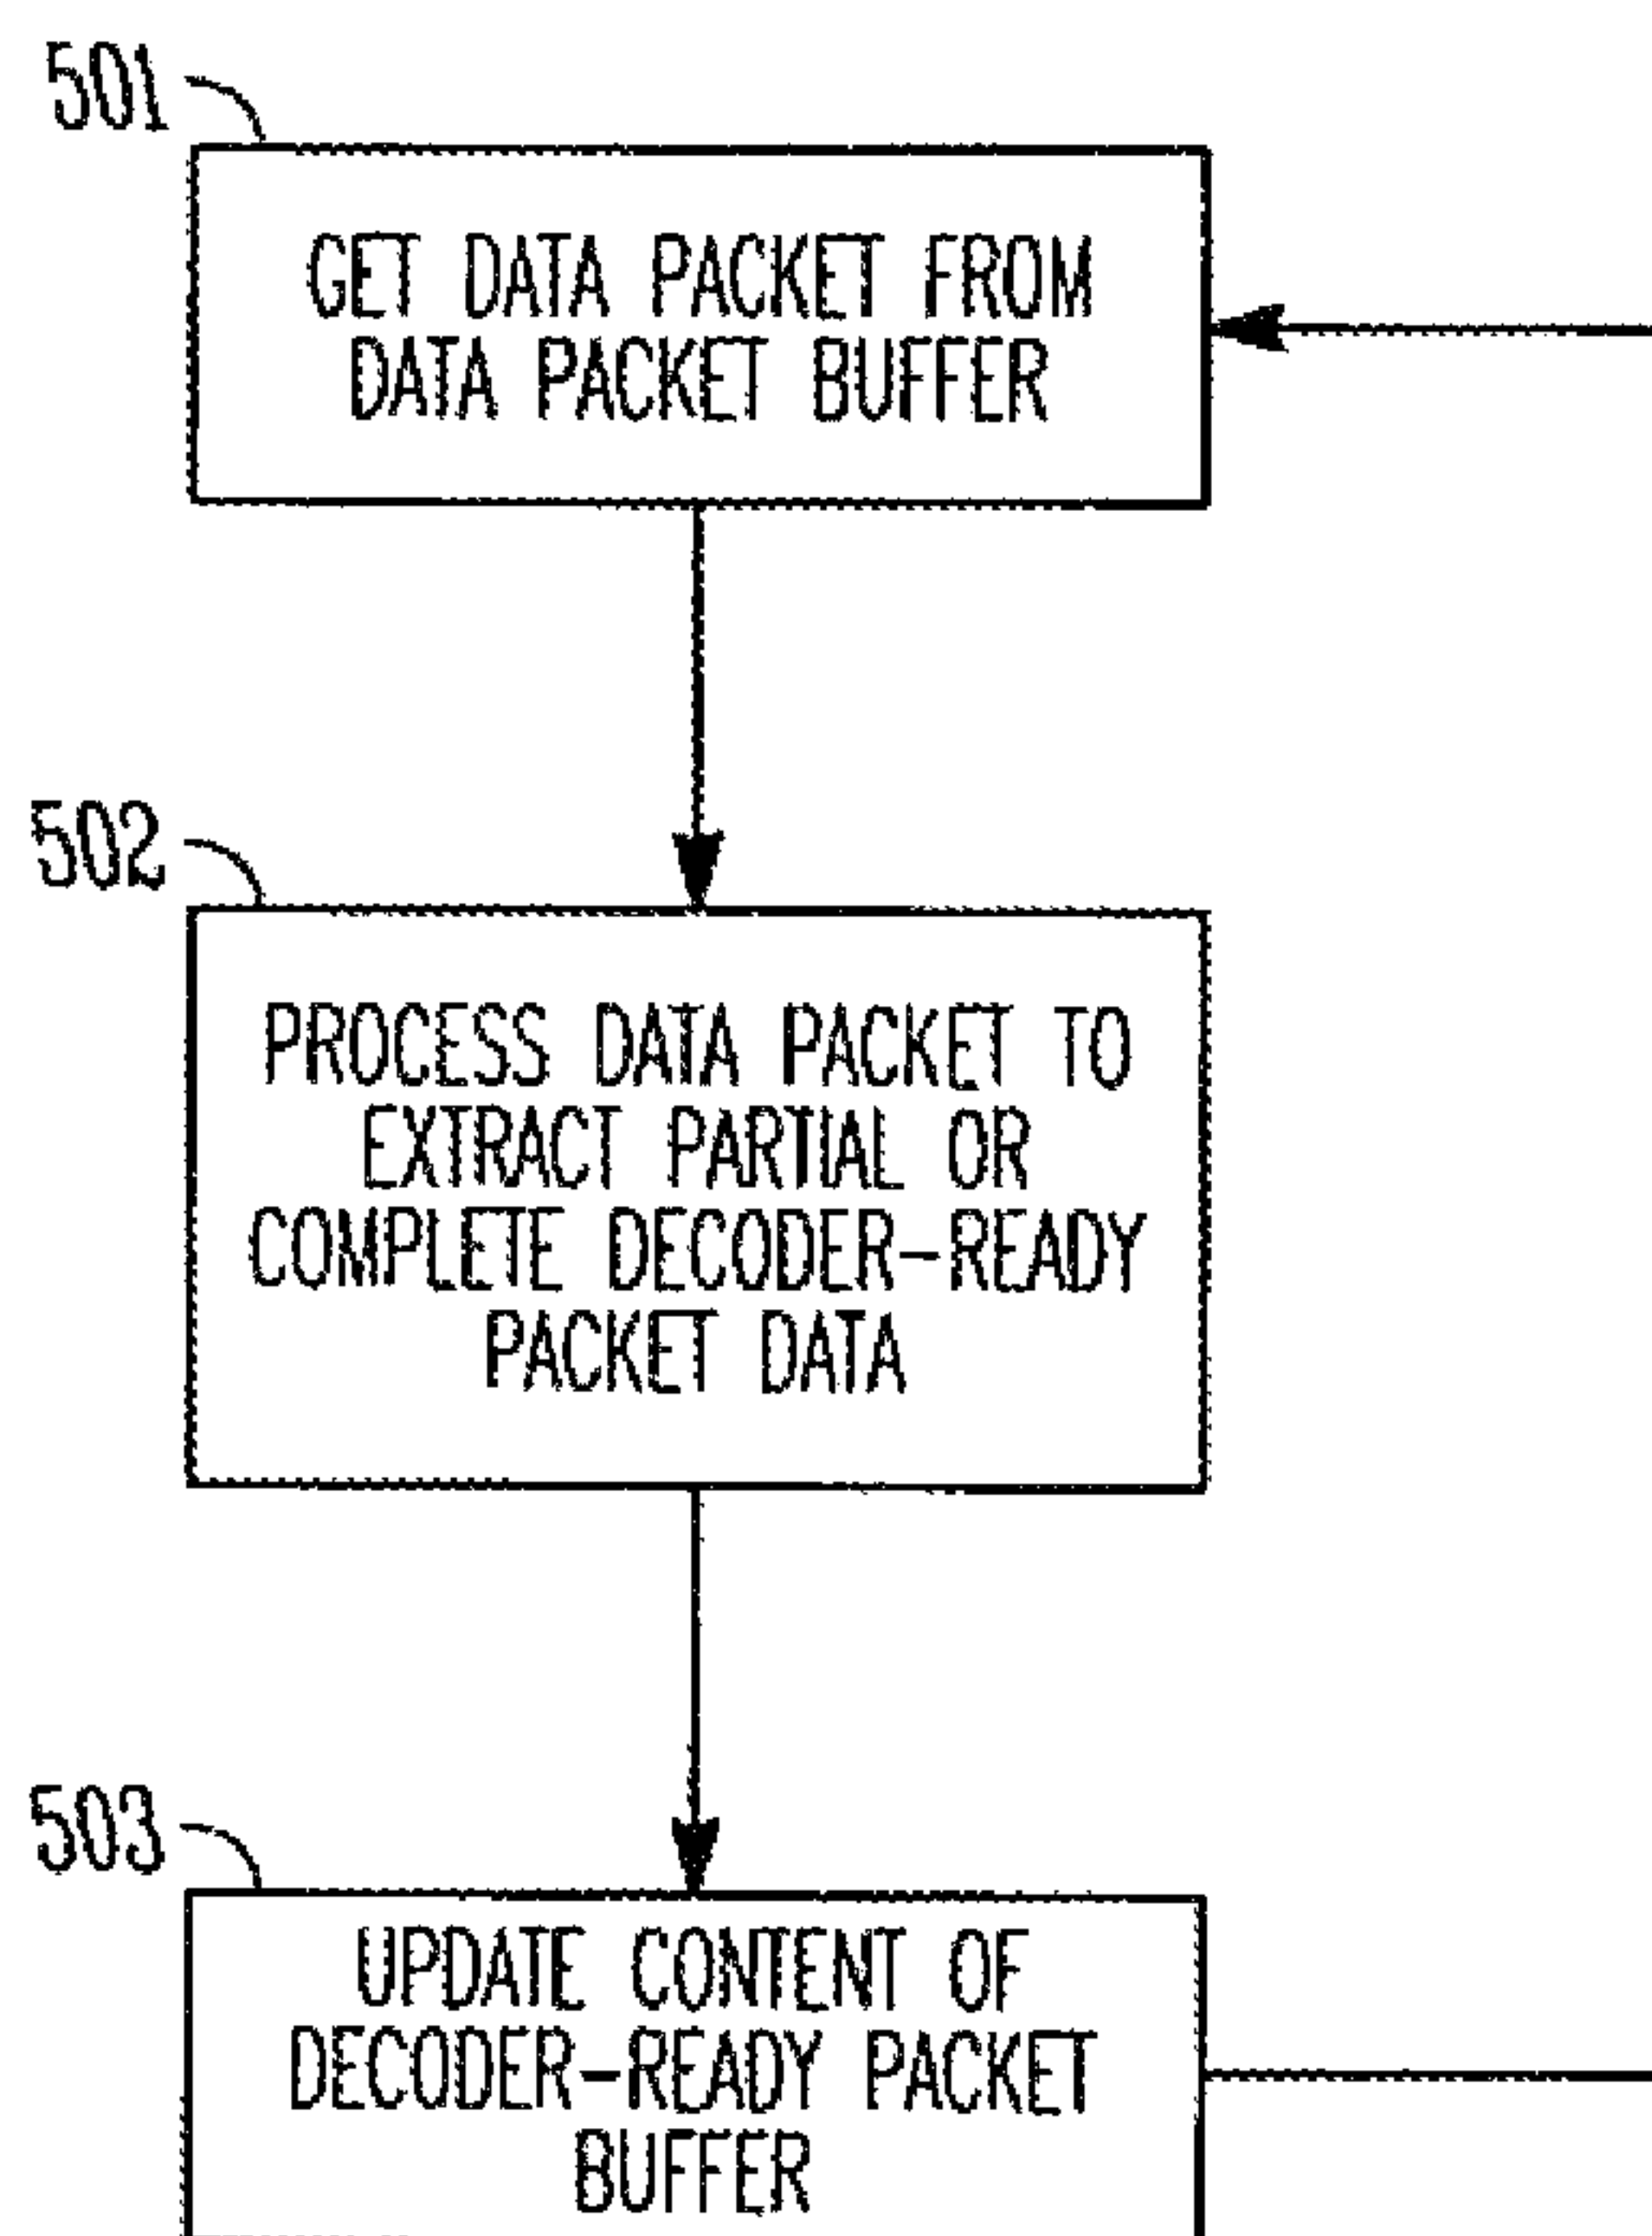 501
GET DATA PACKET FROM
DATA PACKET BUFFER
502
PROCESS DATA PACKET TO
EXTRACT PARTIAL OR
COMPLETE DECODER-READY
PACKET DATA
503
UPDATE CONTENT OF
DECODER-READY PACKET
BUFFER